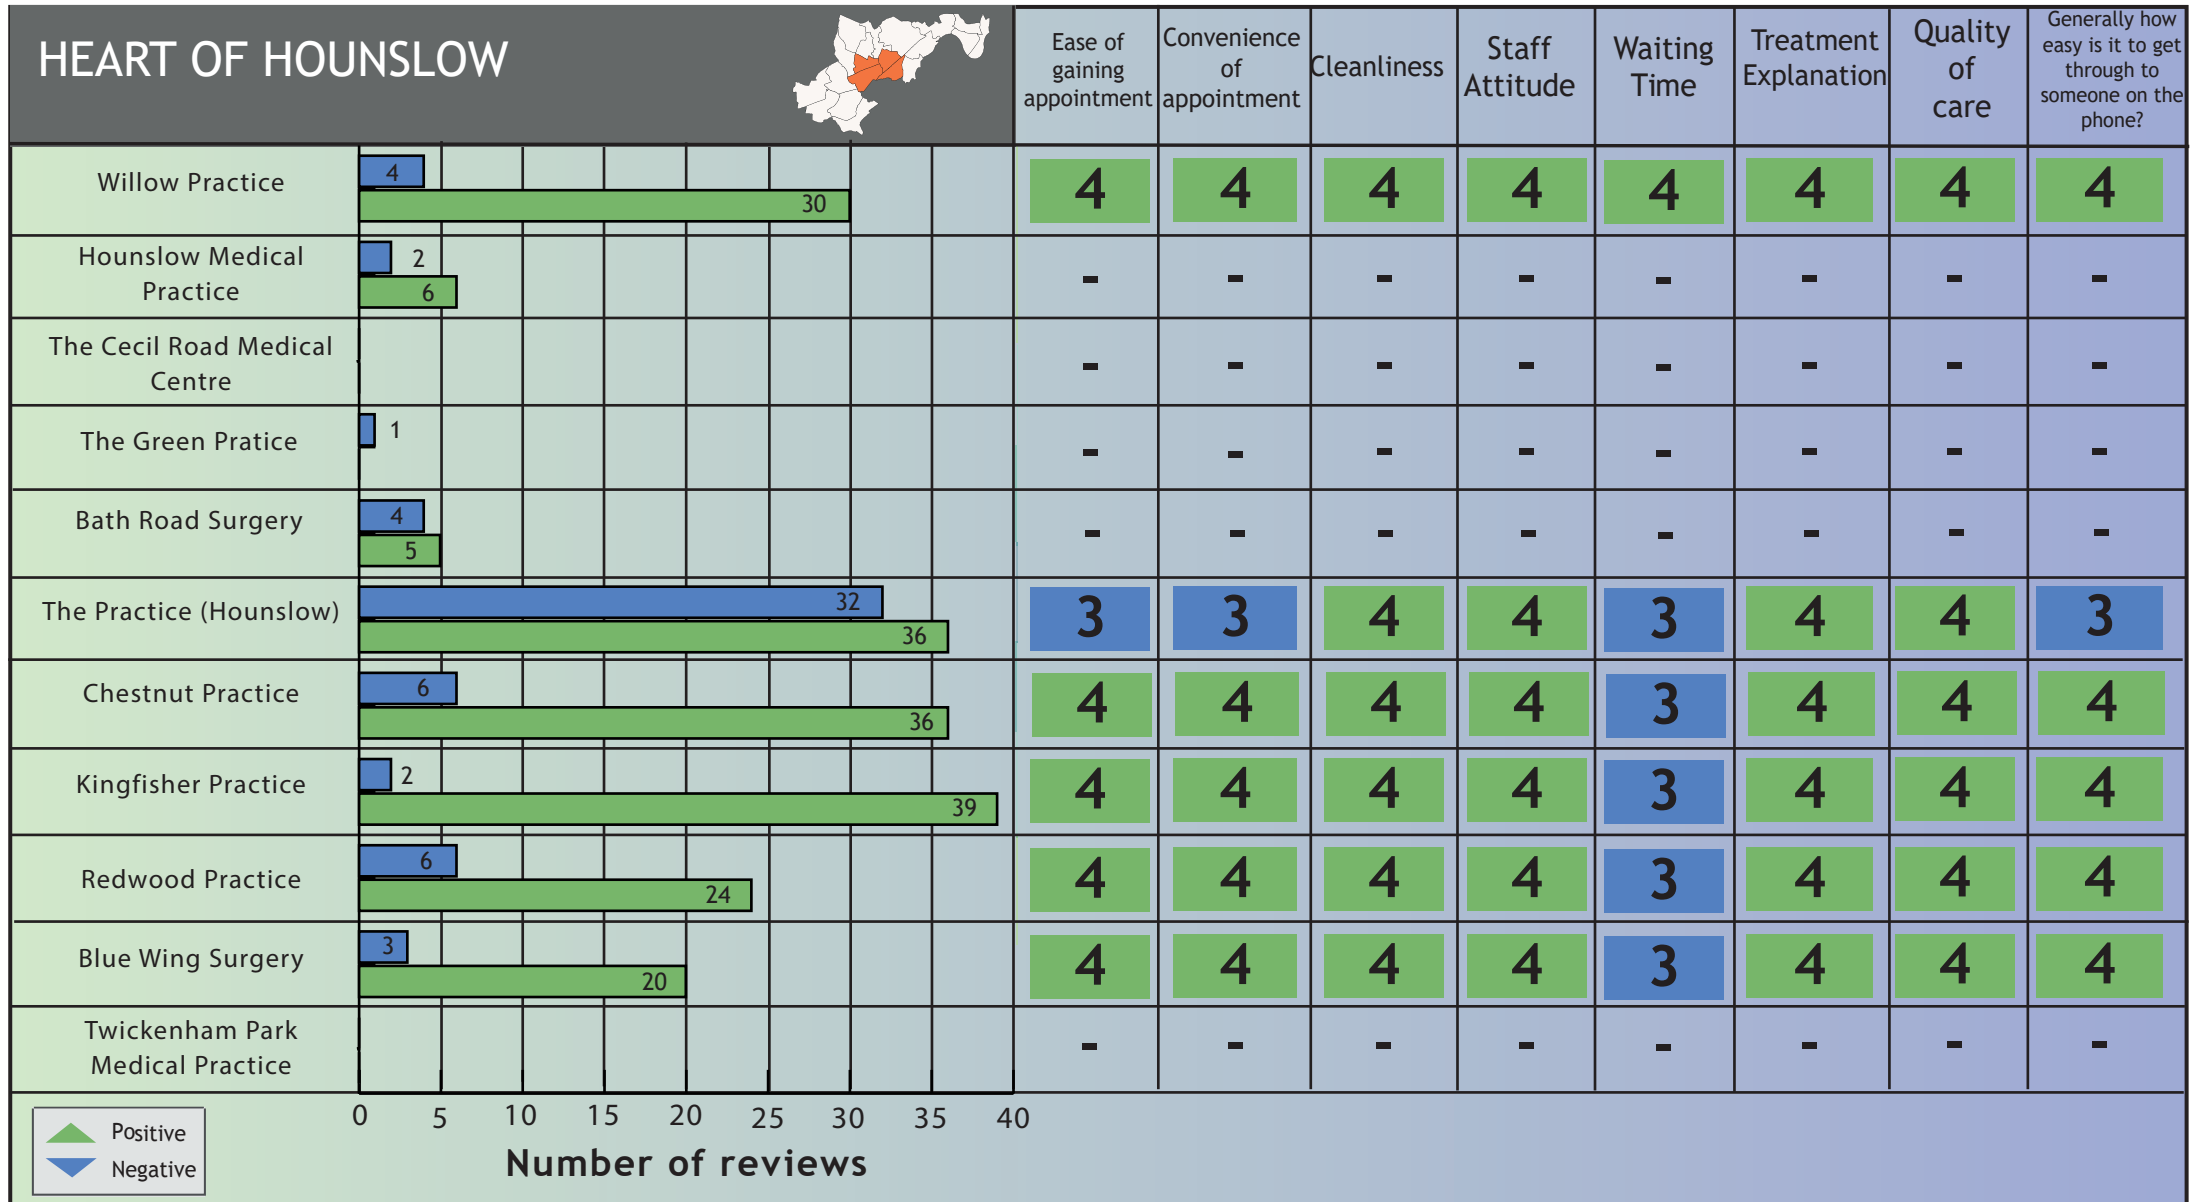 HEART OF HOUNSLOW
Ease of
gaining
appointment
Convenience
of
appointment
Cleanliness
Staff
Attitude
Waiting
Time
Treatment
Explanation
Quality
of
care
Generally how
easy is it to get
through to
someone on the
phone?
Willow Practice
4
30
4 4 4 4 4 4 4 4
Hounslow Medical
Practice
2
6
- - - - - - - -
The Cecil Road Medical
Centre
- - - - - - - -
The Green Pratice
1
- - - - - - - -
Bath Road Surgery
4
5
- - - - - - - -
The Practice (Hounslow)
32
36
3 3 4 4 3 4 4 3
Chestnut Practice
6
36
4 4 4 4 3 4 4 4
Kingfisher Practice
2
39
4 4 4 4 3 4 4 4
Redwood Practice
6
24
4 4 4 4 3 4 4 4
Blue Wing Surgery
3
20
4 4 4 4 3 4 4 4
Twickenham Park
Medical Practice
- - - - - - - -
0 5 10 15 20 25 30 35 40
Number of reviews
Positive
Negative